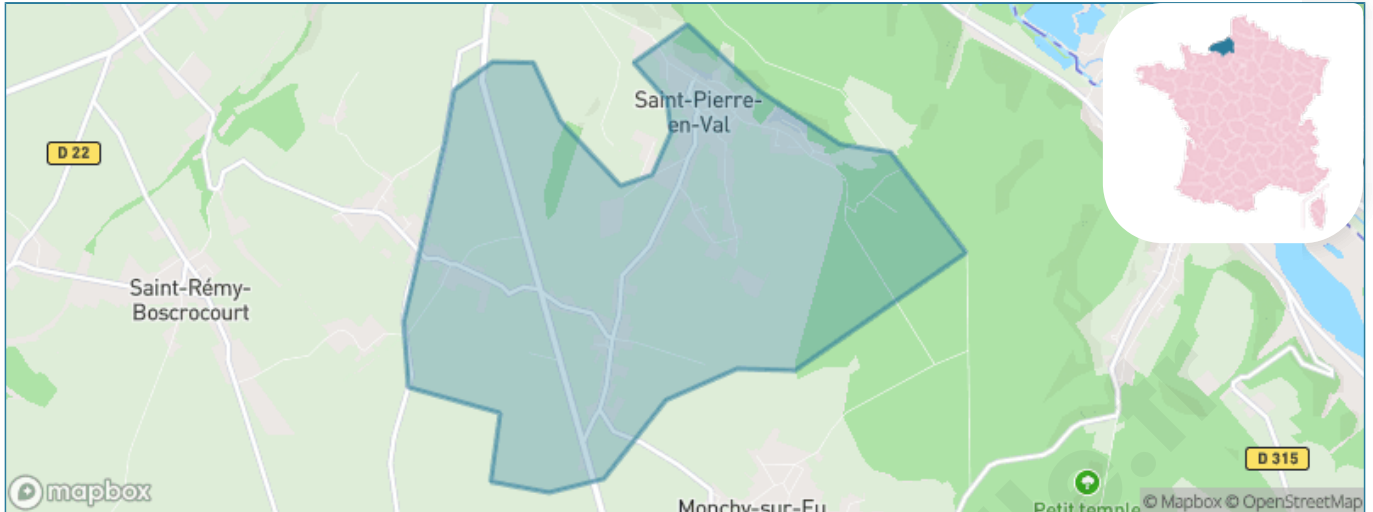 Saint-Pierre-
en-Val
D 22
Saint-Rémy-
Boscrocourt
D 315
Monchy-sur-Eu
Petit temple
mapbox
© Mapbox © OpenStreetMap